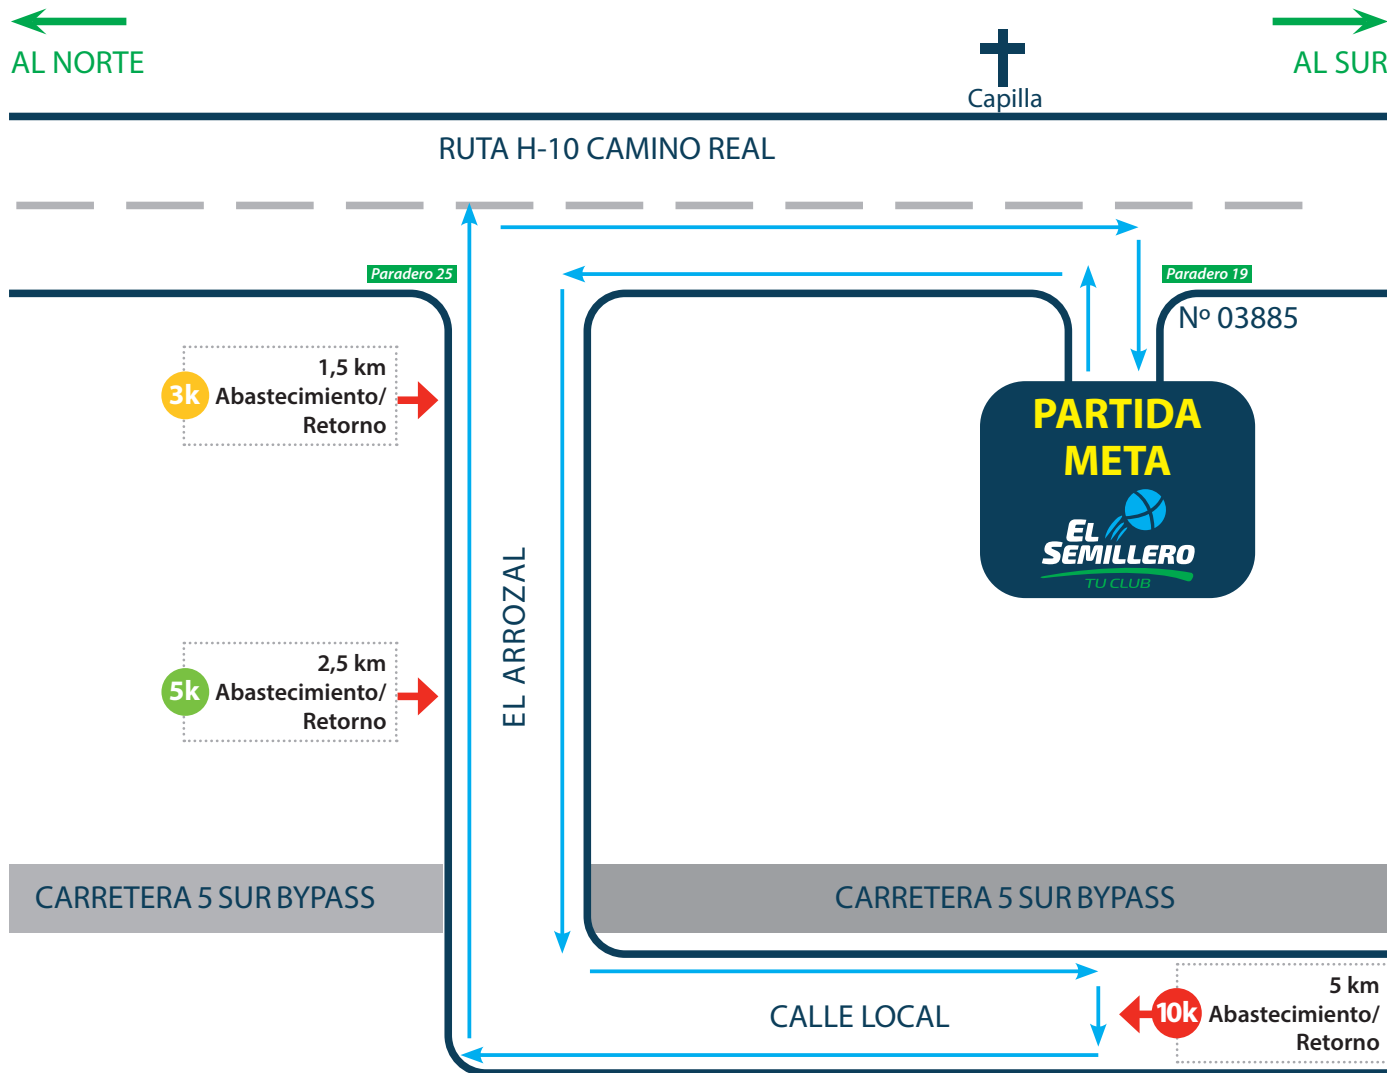 AL NORTE
AL SUR
Capilla
RUTA H-10 CAMINO REAL
Paradero 25
Paradero 19
Nº 03885
3k
1,5 km
Abastecimiento/
Retorno
PARTIDA
META
EL
SEMILLERO
TU CLUB
EL ARROZAL
5k
2,5 km
Abastecimiento/
Retorno
CARRETERA 5 SUR BYPASS
CARRETERA 5 SUR BYPASS
CALLE LOCAL
10k
5 km
Abastecimiento/
Retorno